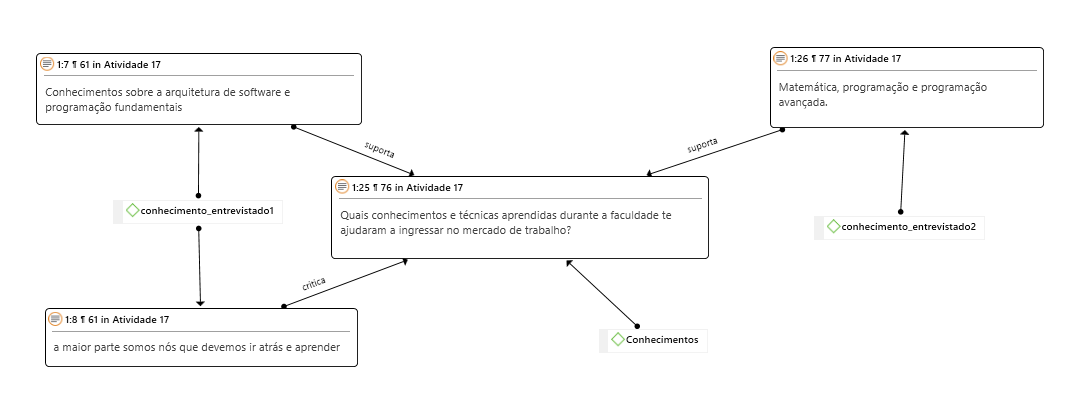 1:7 ¶ 61 in Atividade 17
Conhecimentos sobre a arquitetura de software e
programação fundamentais
1:26 ¶ 77 in Atividade 17
Matemática, programação e programação
avançada.
suporta
suporta
1:25 ¶ 76 in Atividade 17
Quais conhecimentos e técnicas aprendidas durante a faculdade te
ajudaram a ingressar no mercado de trabalho?
conhecimento_entrevistado1
conhecimento_entrevistado2
critica
1:8 ¶ 61 in Atividade 17
a maior parte somos nós que devemos ir atrás e aprender
Conhecimentos